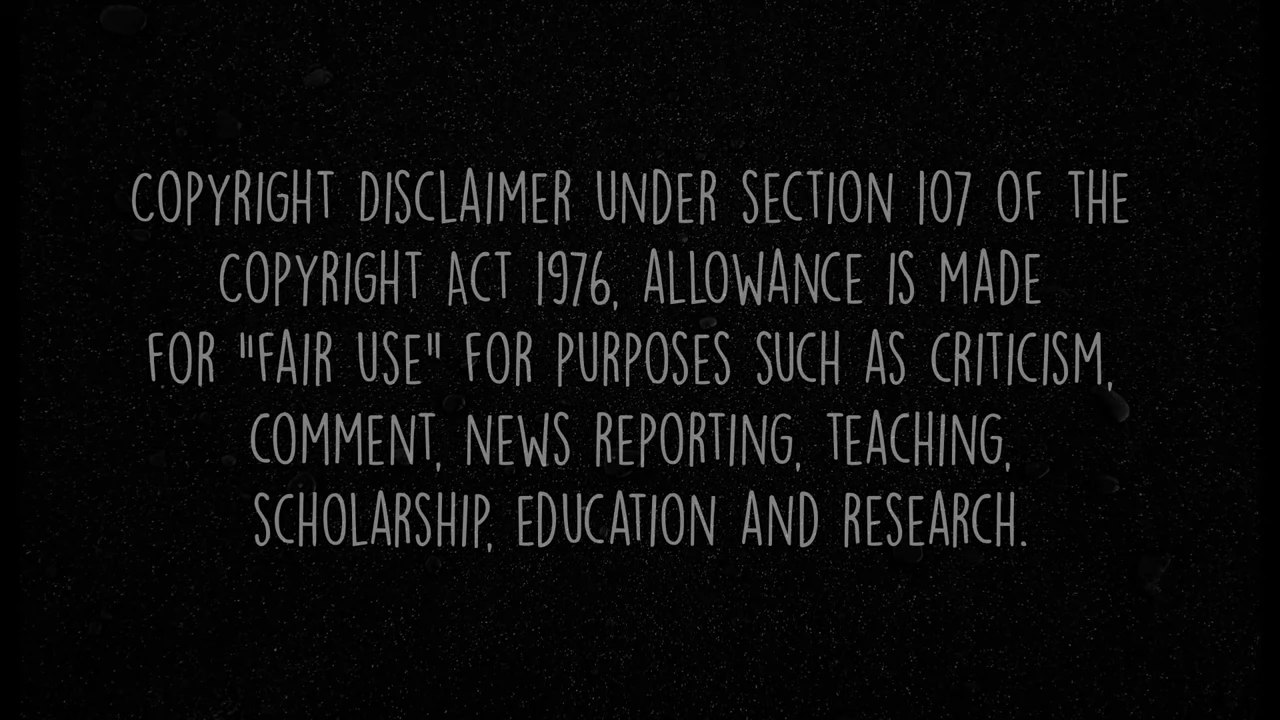 COPYRIGHT DISCLAIMER UNDER SECTION 107 OF THE
COPYRIGHT ACT 1976, ALLOWANCE IS MADE
FOR "FAIR USE" FOR PURPOSES SUCH AS CRITICISM,
COMMENT, NEWS REPORTING, TEACHING,
SCHOLARSHIP, EDUCATION AND RESEARCH.